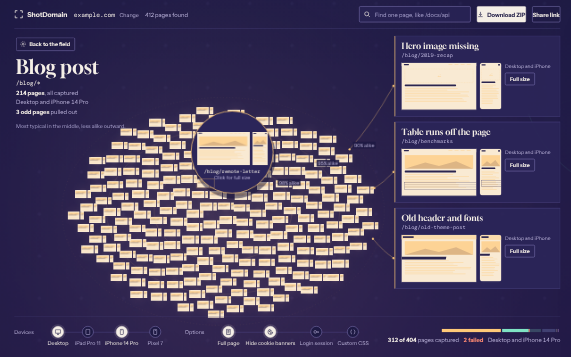 ShotDomain example.com Change 412 pages found
Find one page, like /docs/api
Download ZIP
Share link
Back to the field
Blog post
/blog/*
214 pages, all captured
Desktop and iPhone 14 Pro
3 odd pages pulled out
Most typical in the middle, less alike outward
/blog/remote-letter
Click for full size
Hero image missing
/blog/2019-recap
Desktop and iPhone
Full size
Table runs off the page
/blog/benchmarks
Desktop and iPhone
Full size
Old header and fonts
/blog/old-theme-post
Desktop and iPhone
Full size
Devices
Desktop
iPad Pro 11
iPhone 14 Pro
Pixel 7
Options
Full page
Hide cookie banners
Login session
Custom CSS
312 of 404 pages captured 2 failed Desktop, iPhone 14 Pro